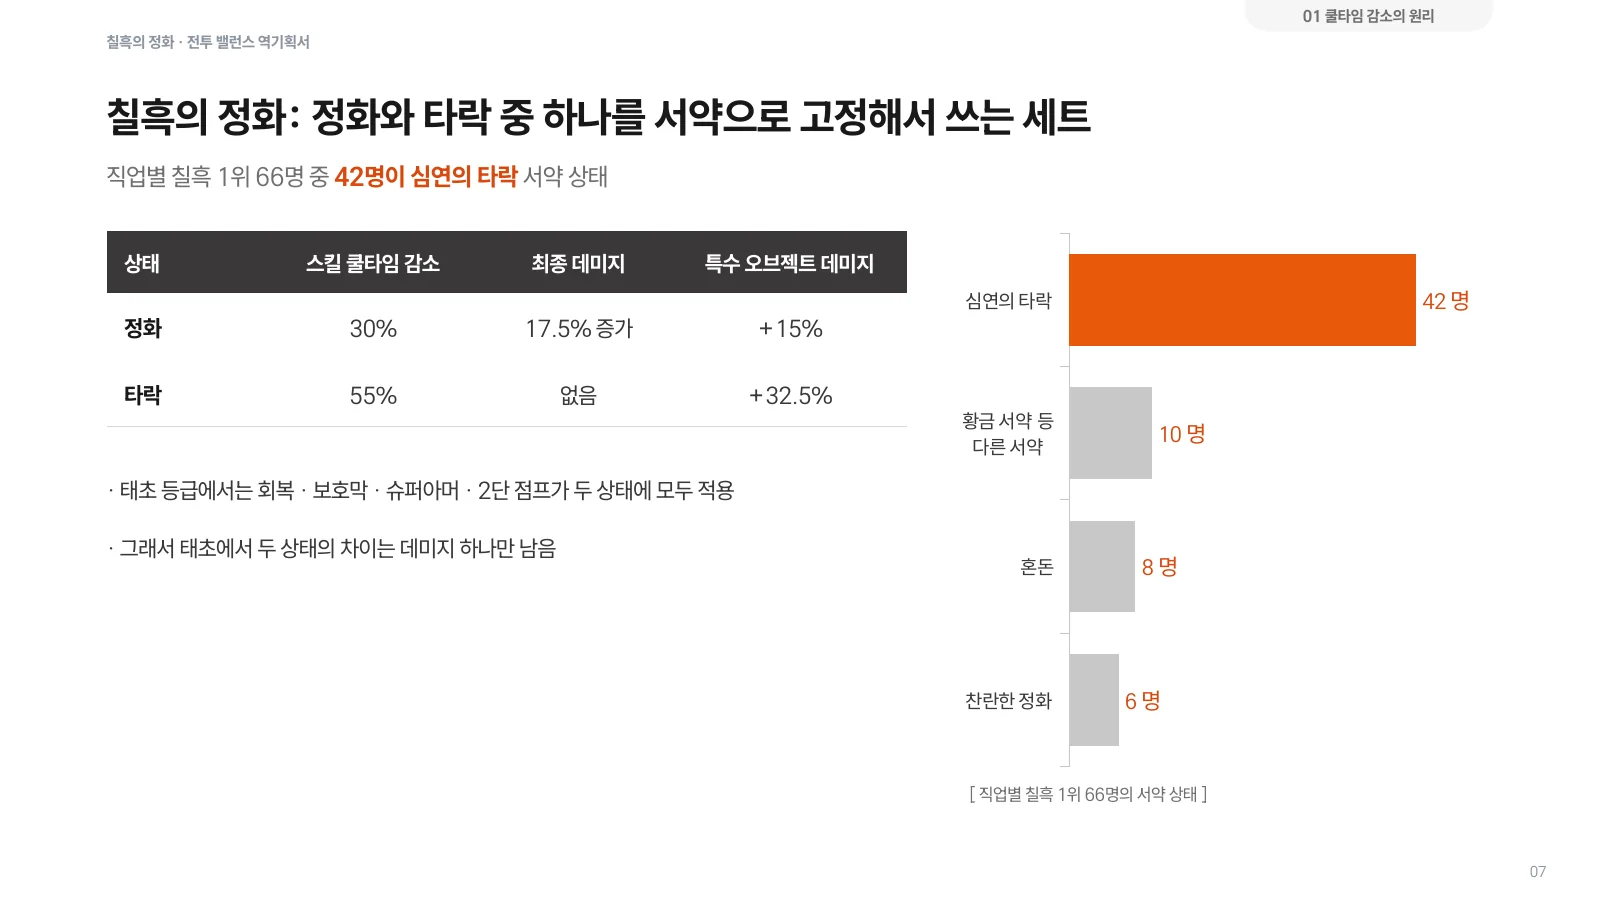 01 쿨타임 감소의 원리
칠흑의 정화 · 전투 밸런스 역기획서
칠흑의 정화: 정화와 타락 중 하나를 서약으로 고정해서 쓰는 세트
직업별 칠흑 1위 66명 중 42명이 심연의 타락 서약 상태
상태 스킬 쿨타임 감소 최종 데미지 특수 오브젝트 데미지
정화 30% 17.5% 증가 +15%
타락 55% 없음 +32.5%
· 태초 등급에서는 회복 · 보호막 · 슈퍼아머 · 2단 점프가 두 상태에 모두 적용
· 그래서 태초에서 두 상태의 차이는 데미지 하나만 남음
심연의 타락 42 명
황금 서약 등
다른 서약
10 명
혼돈 8 명
찬란한 정화 6 명
[ 직업별 칠흑 1위 66명의 서약 상태 ]
07